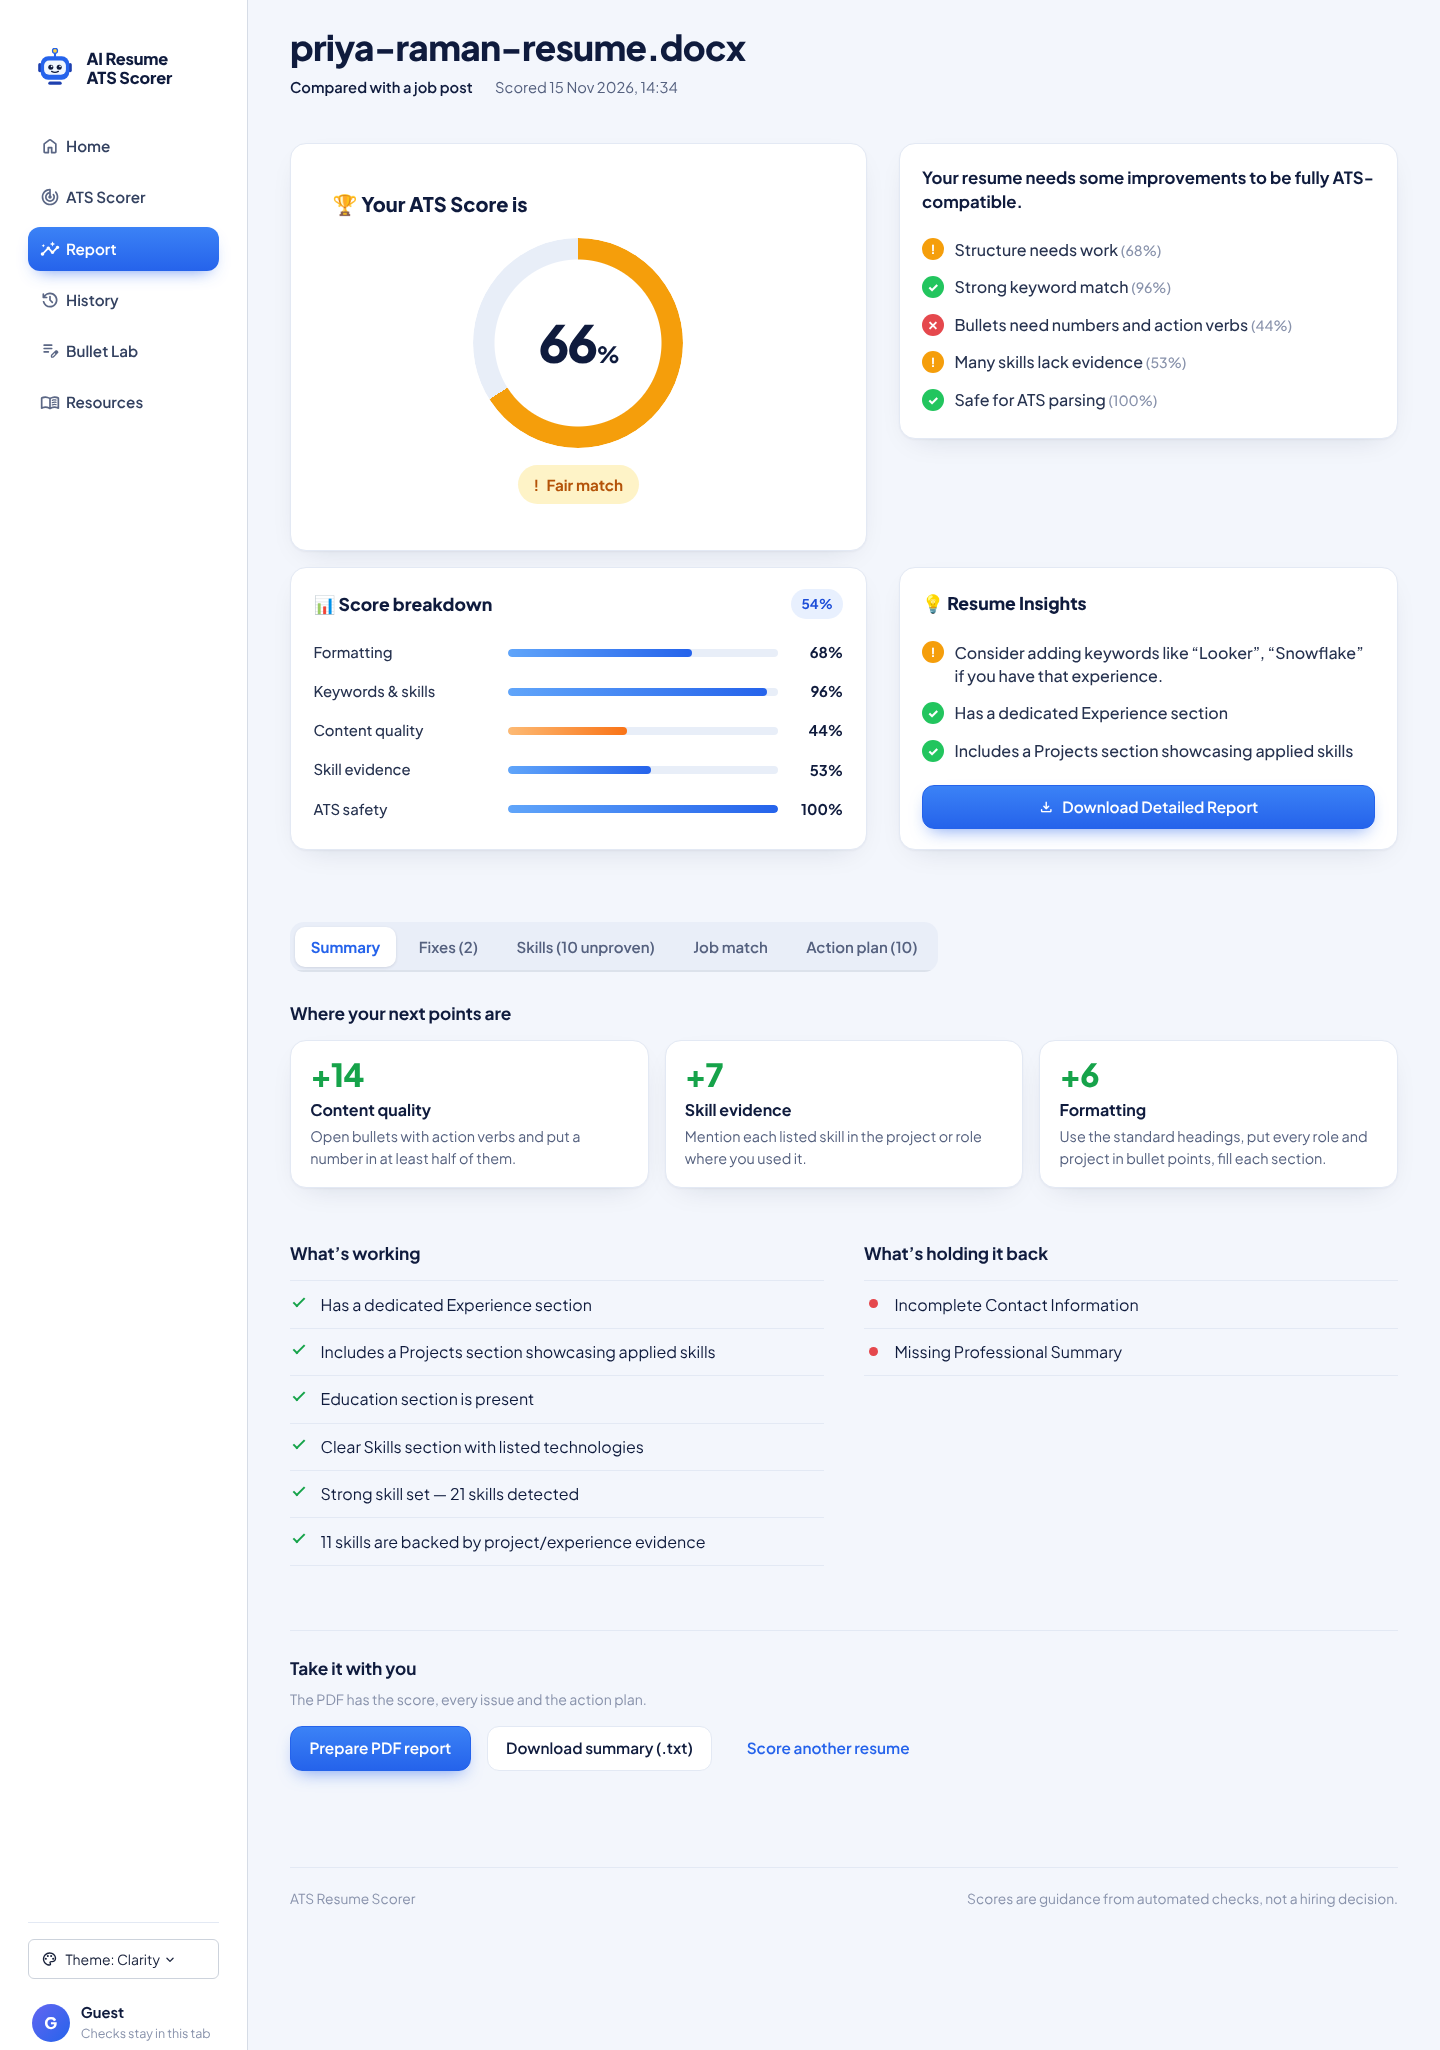 AI Resume
ATS Scorer
Home
ATS Scorer
Report
History
Bullet Lab
Resources
Theme: Clarity
G
Guest
Checks stay in this tab
priya-raman-resume.docx
Compared with a job post Scored 15 Nov 2026, 14:34
🏆 Your ATS Score is
66%
! Fair match
Your resume needs some improvements to be fully ATS-
compatible.
! Structure needs work (68%)
Strong keyword match (96%)
Bullets need numbers and action verbs (44%)
! Many skills lack evidence (53%)
Safe for ATS parsing (100%)
📊 Score breakdown 54%
Formatting 68%
Keywords & skills 96%
Content quality 44%
Skill evidence 53%
ATS safety 100%
💡 Resume Insights
! Consider adding keywords like “Looker”, “Snowflake”
if you have that experience.
Has a dedicated Experience section
Includes a Projects section showcasing applied skills
Download Detailed Report
Summary Fixes (2) Skills (10 unproven) Job match Action plan (10)
Where your next points are
+14
Content quality
Open bullets with action verbs and put a
number in at least half of them.
+7
Skill evidence
Mention each listed skill in the project or role
where you used it.
+6
Formatting
Use the standard headings, put every role and
project in bullet points, fill each section.
What’s working
Has a dedicated Experience section
Includes a Projects section showcasing applied skills
Education section is present
Clear Skills section with listed technologies
Strong skill set — 21 skills detected
11 skills are backed by project/experience evidence
What’s holding it back
Incomplete Contact Information
Missing Professional Summary
Take it with you
The PDF has the score, every issue and the action plan.
Prepare PDF report Download summary (.txt) Score another resume
ATS Resume Scorer Scores are guidance from automated checks, not a hiring decision.